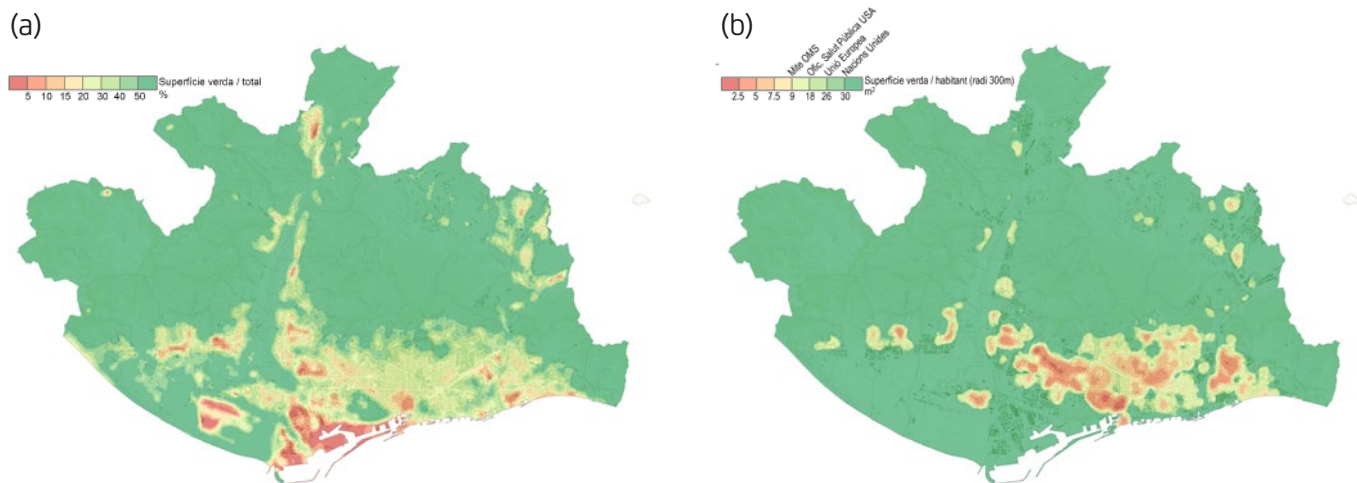 (a)
Superfície verda / total
%
5 10 15 20 30 40 50
(b)
Mite OMS
Ofic. Salut Pública USA
Unió Europea
Nacions Unides
Superfície verda / habitant (radi 300m)
m²
2.5 5 7.5 9 18 26 30